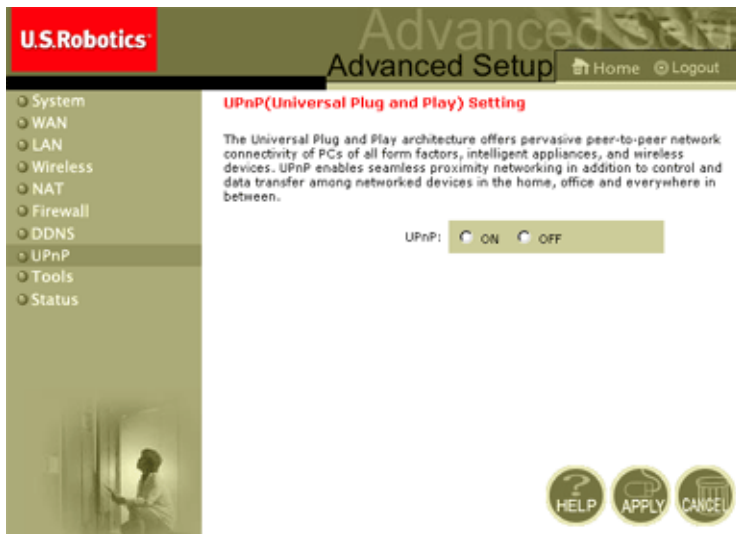 U.S.Robotics
Advanced Setu
Advanced Setup
Home
Logout
System
WAN
LAN
Wireless
NAT
Firewall
DDNS
UPnP
Tools
Status
UPnP(Universal Plug and Play) Setting
The Universal Plug and Play architecture offers pervasive peer-to-peer network
connectivity of PCs of all form factors, intelligent appliances, and wireless
devices. UPnP enables seamless proximity networking in addition to control and
data transfer among networked devices in the home, office and everywhere in
between.
UPnP: ON OFF
HELP APPLY CANCEL